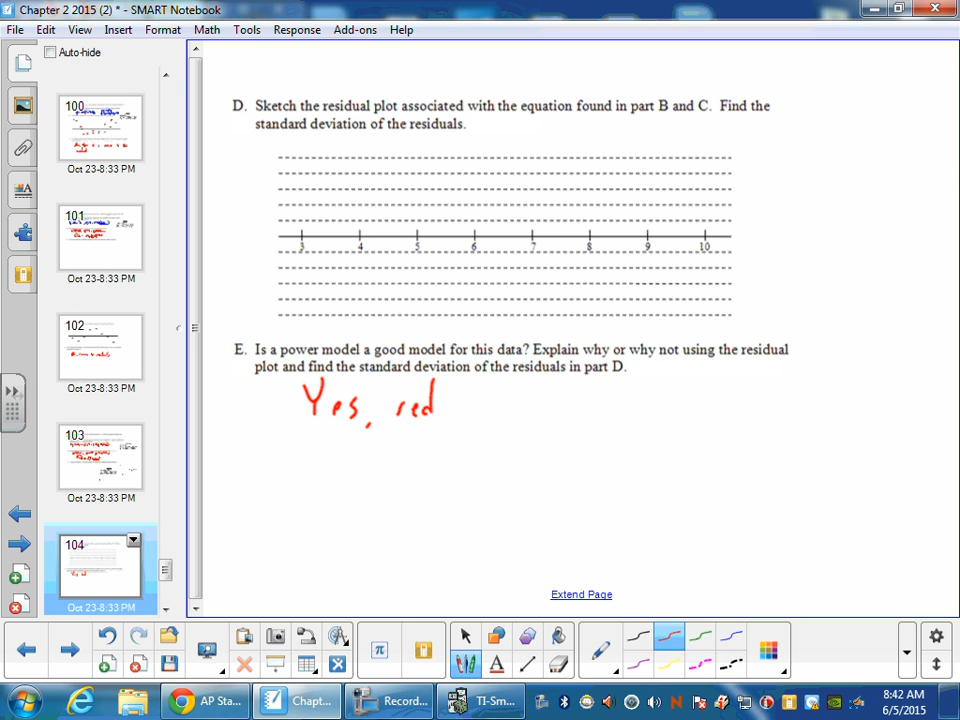 Chapter 2 2015 (2) * - SMART Notebook
File Edit View Insert Format Math Tools Response Add-ons Help
Auto-hide
100
Oct 23-8:33 PM
101
Oct 23-8:33 PM
102
Oct 23-8:33 PM
103
Oct 23-8:33 PM
104
Oct 23-8:33 PM
D. Sketch the residual plot associated with the equation found in part B and C. Find the
standard deviation of the residuals.
3 4 5 6 7 8 9 10
E. Is a power model a good model for this data? Explain why or why not using the residual
plot and find the standard deviation of the residuals in part D.
Yes, red
Extend Page
π
A
AP Sta...
Chapt...
Record...
TI-Sm...
8:42 AM
6/5/2015